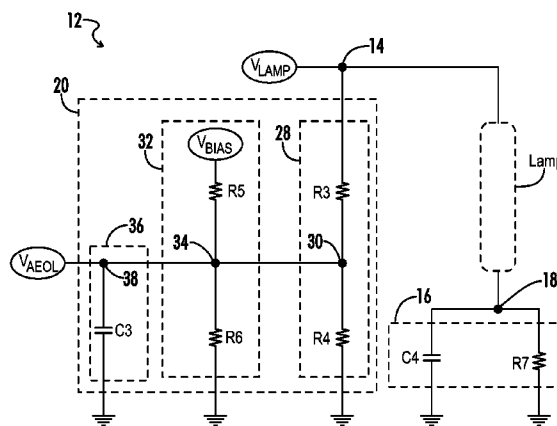 12
V_LAMP
14
20
32
28
V_BIAS
Lamp
R5
R3
36
34
30
V_AEOL
38
18
16
C3
R6
R4
C4
R7